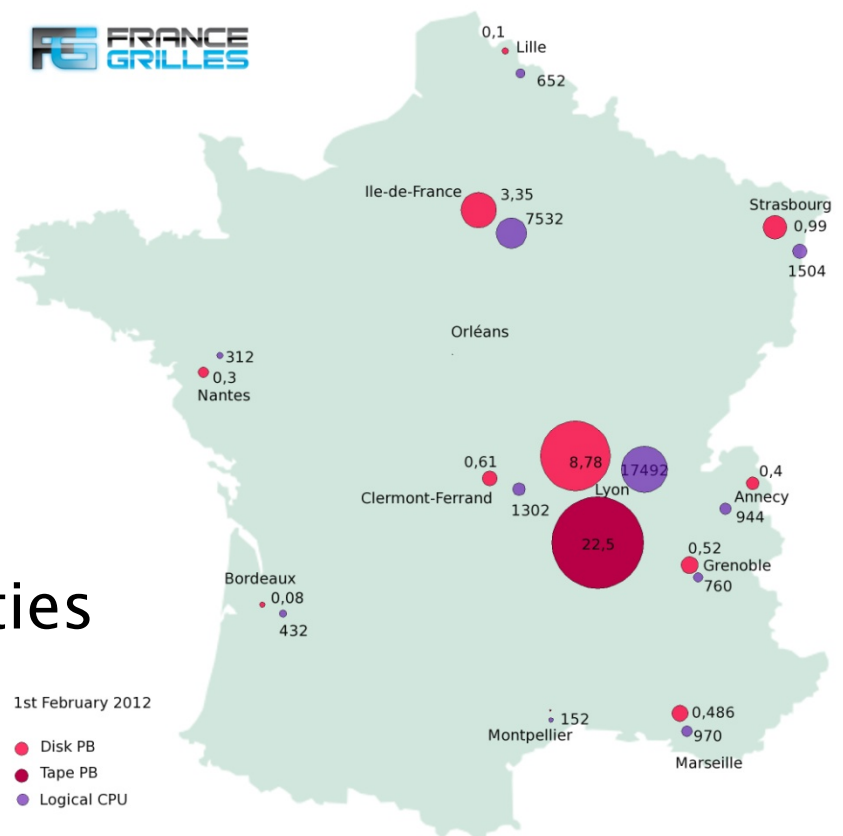 FG FRANCE
GRILLES
0,1
Lille
652
Ile-de-France
3,35
7532
Strasbourg
0,99
1504
Orléans
312
0,3
Nantes
0,61
Clermont-Ferrand
1302
8,78
17492
Lyon
22,5
0,4
Annecy
944
0,52
Grenoble
760
Bordeaux
0,08
432
ties
1st February 2012
Disk PB
Tape PB
Logical CPU
152
Montpellier
0,486
970
Marseille